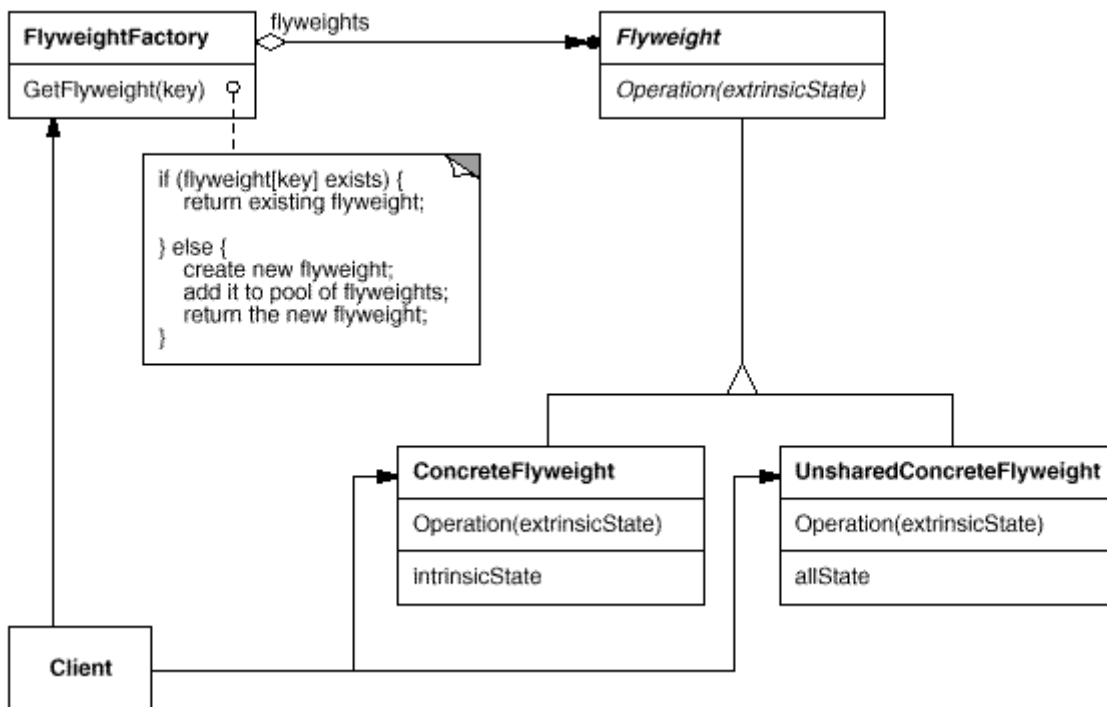 flyweights
FlyweightFactory
GetFlyweight(key)
Flyweight
Operation(extrinsicState)
if (flyweight[key] exists) {
return existing flyweight;
} else {
create new flyweight;
add it to pool of flyweights;
return the new flyweight;
}
ConcreteFlyweight
Operation(extrinsicState)
intrinsicState
UnsharedConcreteFlyweight
Operation(extrinsicState)
allState
Client